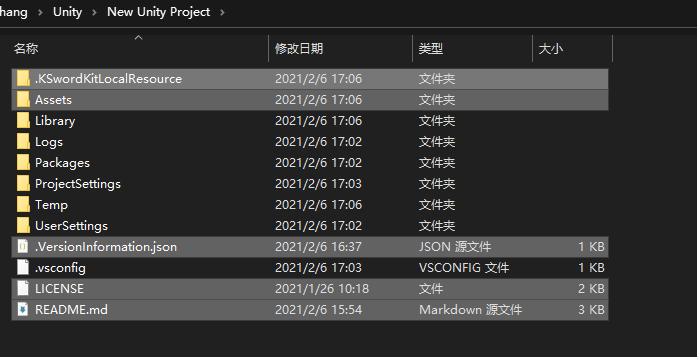 hang > Unity > New Unity Project >
名称 修改日期 类型 大小
.KSwordKitLocalResource 2021/2/6 17:06 文件夹
Assets 2021/2/6 17:06 文件夹
Library 2021/2/6 17:06 文件夹
Logs 2021/2/6 17:02 文件夹
Packages 2021/2/6 17:02 文件夹
ProjectSettings 2021/2/6 17:03 文件夹
Temp 2021/2/6 17:06 文件夹
UserSettings 2021/2/6 17:02 文件夹
.VersionInformation.json 2021/2/6 16:37 JSON 源文件 1 KB
.vsconfig 2021/2/6 17:03 VSCONFIG 文件 1 KB
LICENSE 2021/1/26 10:18 文件 2 KB
README.md 2021/2/6 15:54 Markdown 源文件 3 KB